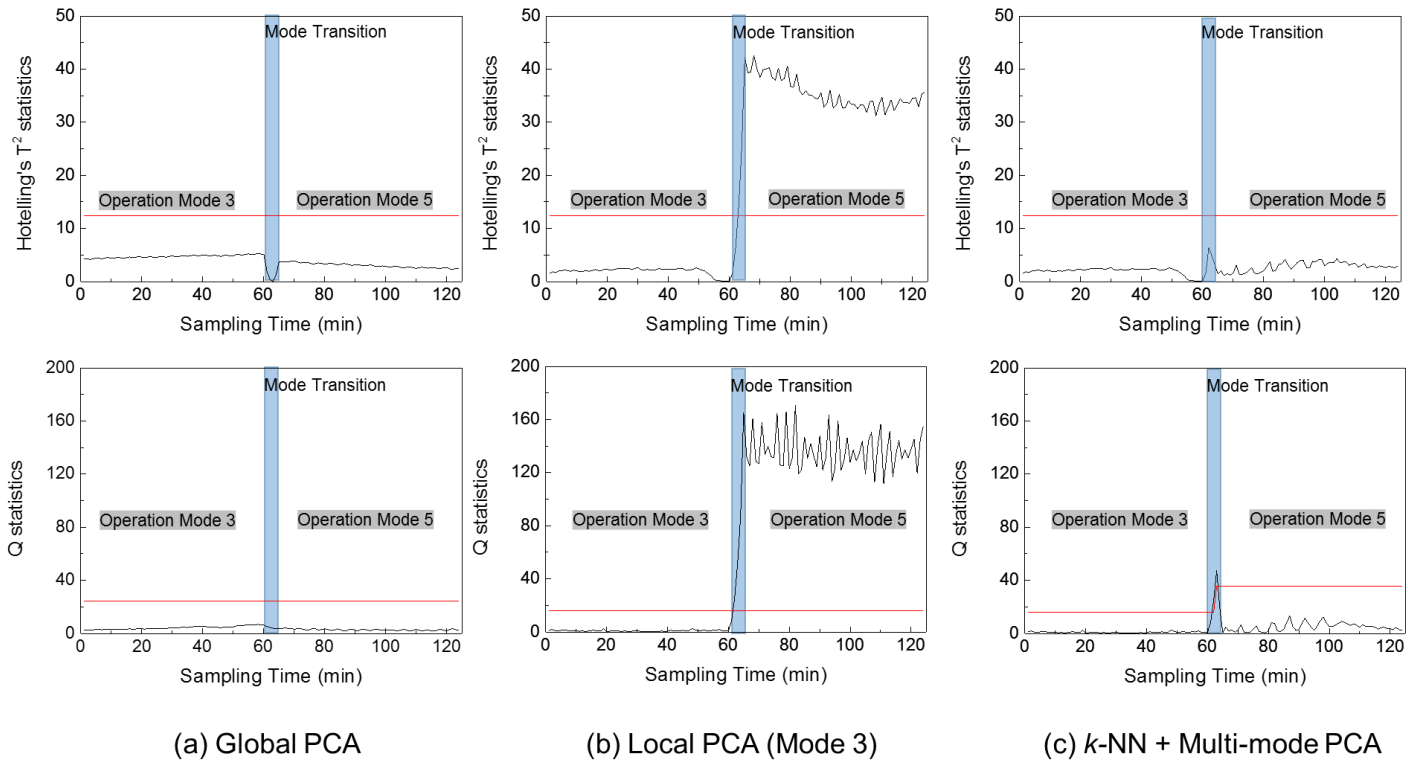 50
40
30
20
10
0
Hotelling's T² statistics
Mode Transition
Operation Mode 3
Operation Mode 5
0 20 40 60 80 100 120
Sampling Time (min)
50
40
30
20
10
0
Hotelling's T² statistics
Mode Transition
Operation Mode 3
Operation Mode 5
0 20 40 60 80 100 120
Sampling Time (min)
50
40
30
20
10
0
Hotelling's T² statistics
Mode Transition
Operation Mode 3
Operation Mode 5
0 20 40 60 80 100 120
Sampling Time (min)
200
160
120
80
40
0
Q statistics
Mode Transition
Operation Mode 3
Operation Mode 5
0 20 40 60 80 100 120
Sampling Time (min)
200
160
120
80
40
0
Q statistics
Mode Transition
Operation Mode 3
Operation Mode 5
0 20 40 60 80 100 120
Sampling Time (min)
200
160
120
80
40
0
Q statistics
Mode Transition
Operation Mode 3
Operation Mode 5
0 20 40 60 80 100 120
Sampling Time (min)
(a) Global PCA
(b) Local PCA (Mode 3)
(c) k-NN + Multi-mode PCA